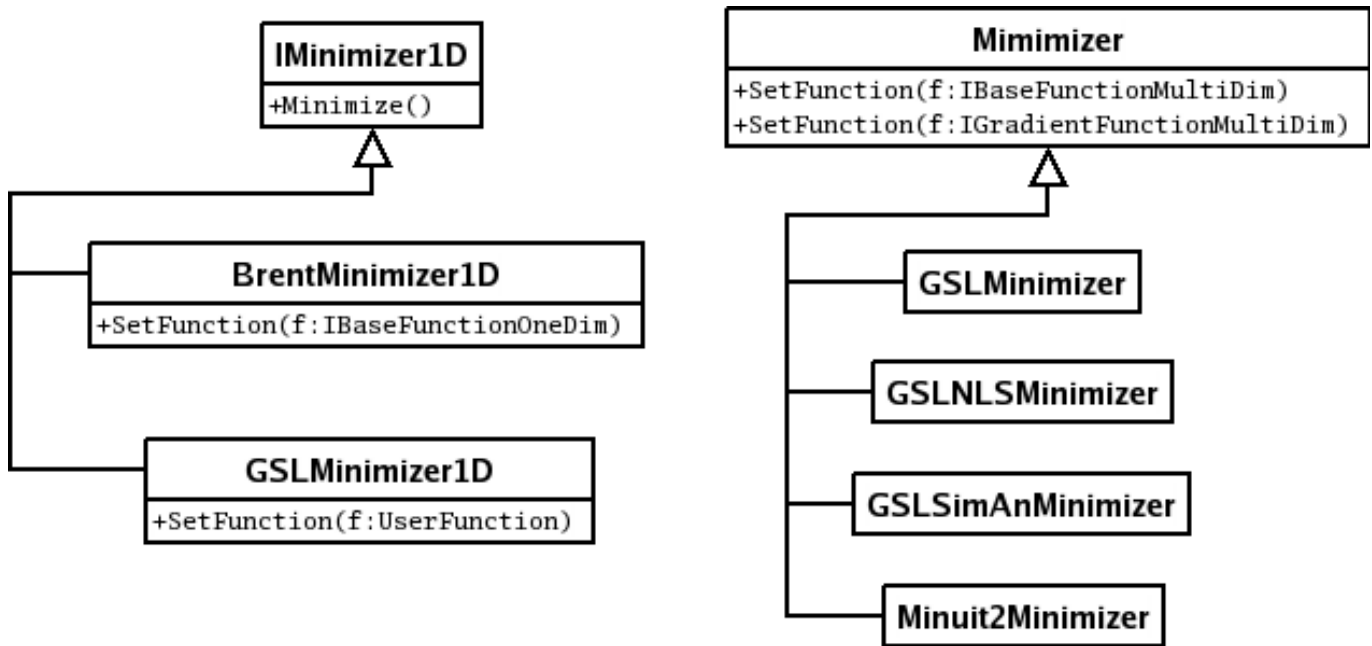 IMinimizer1D
+Minimize()
BrentMinimizer1D
+SetFunction(f:IBaseFunctionOneDim)
GSLMinimizer1D
+SetFunction(f:UserFunction)
Mimimizer
+SetFunction(f:IBaseFunctionMultiDim)
+SetFunction(f:IGradientFunctionMultiDim)
GSLMinimizer
GSLNLSMinimizer
GSLSimAnMinimizer
Minuit2Minimizer